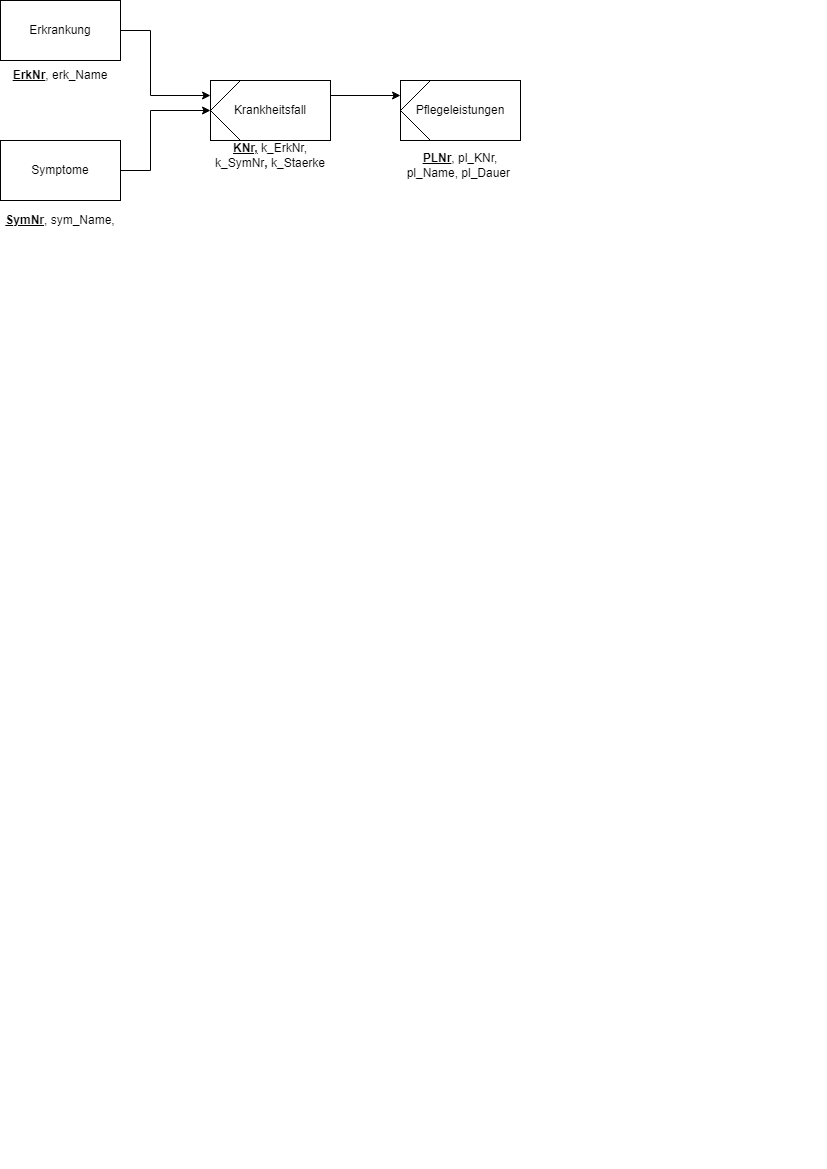 Erkrankung
ErkNr, erk_Name
Krankheitsfall
KNr, k_ErkNr,
k_SymNr, k_Staerke
Pflegeleistungen
PLNr, pl_KNr,
pl_Name, pl_Dauer
Symptome
SymNr, sym_Name,